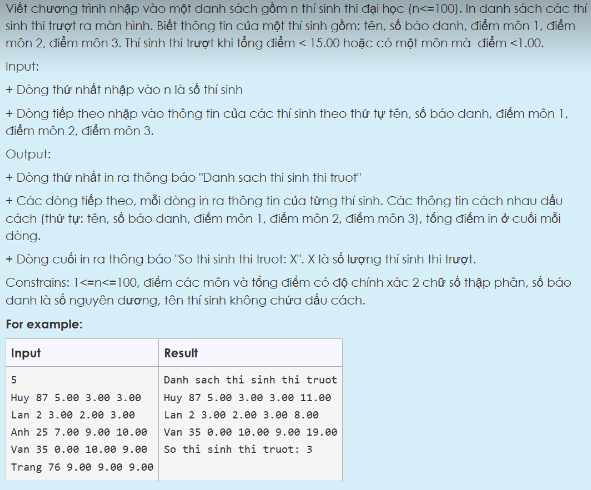 Viết chương trình nhập vào một danh sách gồm n thí sinh thi đại học (n<=100). In danh sách các thí
sinh thi trượt ra màn hình. Biết thông tin của một thí sinh gồm: tên, số báo danh, điểm môn 1, điểm
môn 2, điểm môn 3. Thí sinh thi trượt khi tổng điểm < 15.00 hoặc có một môn mà điểm <1.00.
Input:
+ Dòng thứ nhất nhập vào n là số thí sinh
+ Dòng tiếp theo nhập vào thông tin của các thí sinh theo thứ tự tên, số báo danh, điểm môn 1,
điểm môn 2, điểm môn 3.
Output:
+ Dòng thứ nhất in ra thông báo "Danh sach thi sinh thi truot"
+ Các dòng tiếp theo, mỗi dòng in ra thông tin của từng thí sinh. Các thông tin cách nhau dấu
cách (thứ tự: tên, số báo danh, điểm môn 1, điểm môn 2, điểm môn 3), tổng điểm in ở cuối mỗi
dòng.
+ Dòng cuối in ra thông báo "So thi sinh thi truot: X". X là số lượng thí sinh thi trượt.
Constrains: 1<=n<=100, điểm các môn và tổng điểm có độ chính xác 2 chữ số thập phân, số báo
danh là số nguyên dương, tên thí sinh không chứa dấu cách.
For example:
Input Result
5 Danh sach thi sinh thi truot
Huy 87 5.00 3.00 3.00 Huy 87 5.00 3.00 3.00 11.00
Lan 2 3.00 2.00 3.00 Lan 2 3.00 2.00 3.00 8.00
Anh 25 7.00 9.00 10.00 Van 35 0.00 10.00 9.00 19.00
Van 35 0.00 10.00 9.00 So thi sinh thi truot: 3
Trang 76 9.00 9.00 9.00